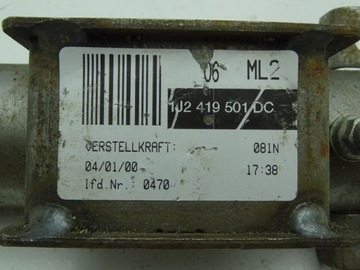 06 ML2
1J2 419 501 DC
VERSTELLKRAFT: 081N
04/01/00 17:38
lfd.Nr.: 0470